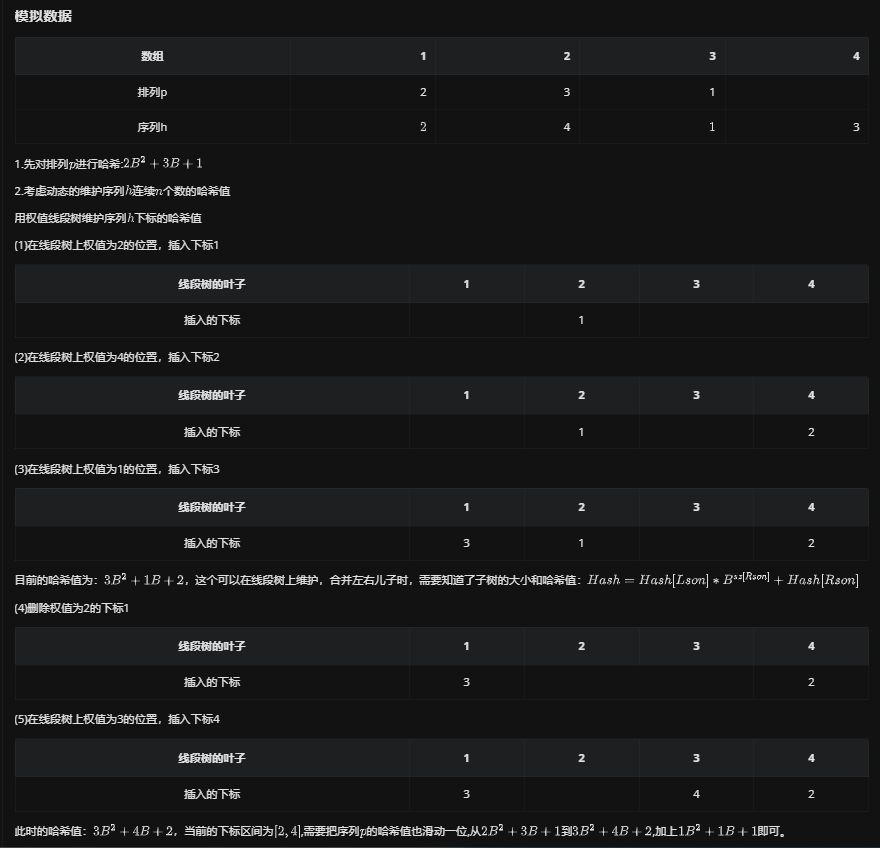 模拟数据
数组 1 2 3 4
排列p 2 3 1
序列h 2 4 1 3
1.先对排列p进行哈希:2B² + 3B + 1
2.考虑动态的维护序列h连续n个数的哈希值
用权值线段树维护序列h下标的哈希值
(1)在线段树上权值为2的位置，插入下标1
线段树的叶子 1 2 3 4
插入的下标 1
(2)在线段树上权值为4的位置，插入下标2
线段树的叶子 1 2 3 4
插入的下标 1 2
(3)在线段树上权值为1的位置，插入下标3
线段树的叶子 1 2 3 4
插入的下标 3 1 2
目前的哈希值为：3B² + 1B + 2，这个可以在线段树上维护，合并左右儿子时，需要知道了子树的大小和哈希值：Hash = Hash[Lson] * B^{sz[Rson]} + Hash[Rson]
(4)删除权值为2的下标1
线段树的叶子 1 2 3 4
插入的下标 3 2
(5)在线段树上权值为3的位置，插入下标4
线段树的叶子 1 2 3 4
插入的下标 3 4 2
此时的哈希值：3B² + 4B + 2，当前的下标区间为[2, 4],需要把序列p的哈希值也滑动一位,从2B² + 3B + 1到3B² + 4B + 2,加上1B² + 1B + 1即可。